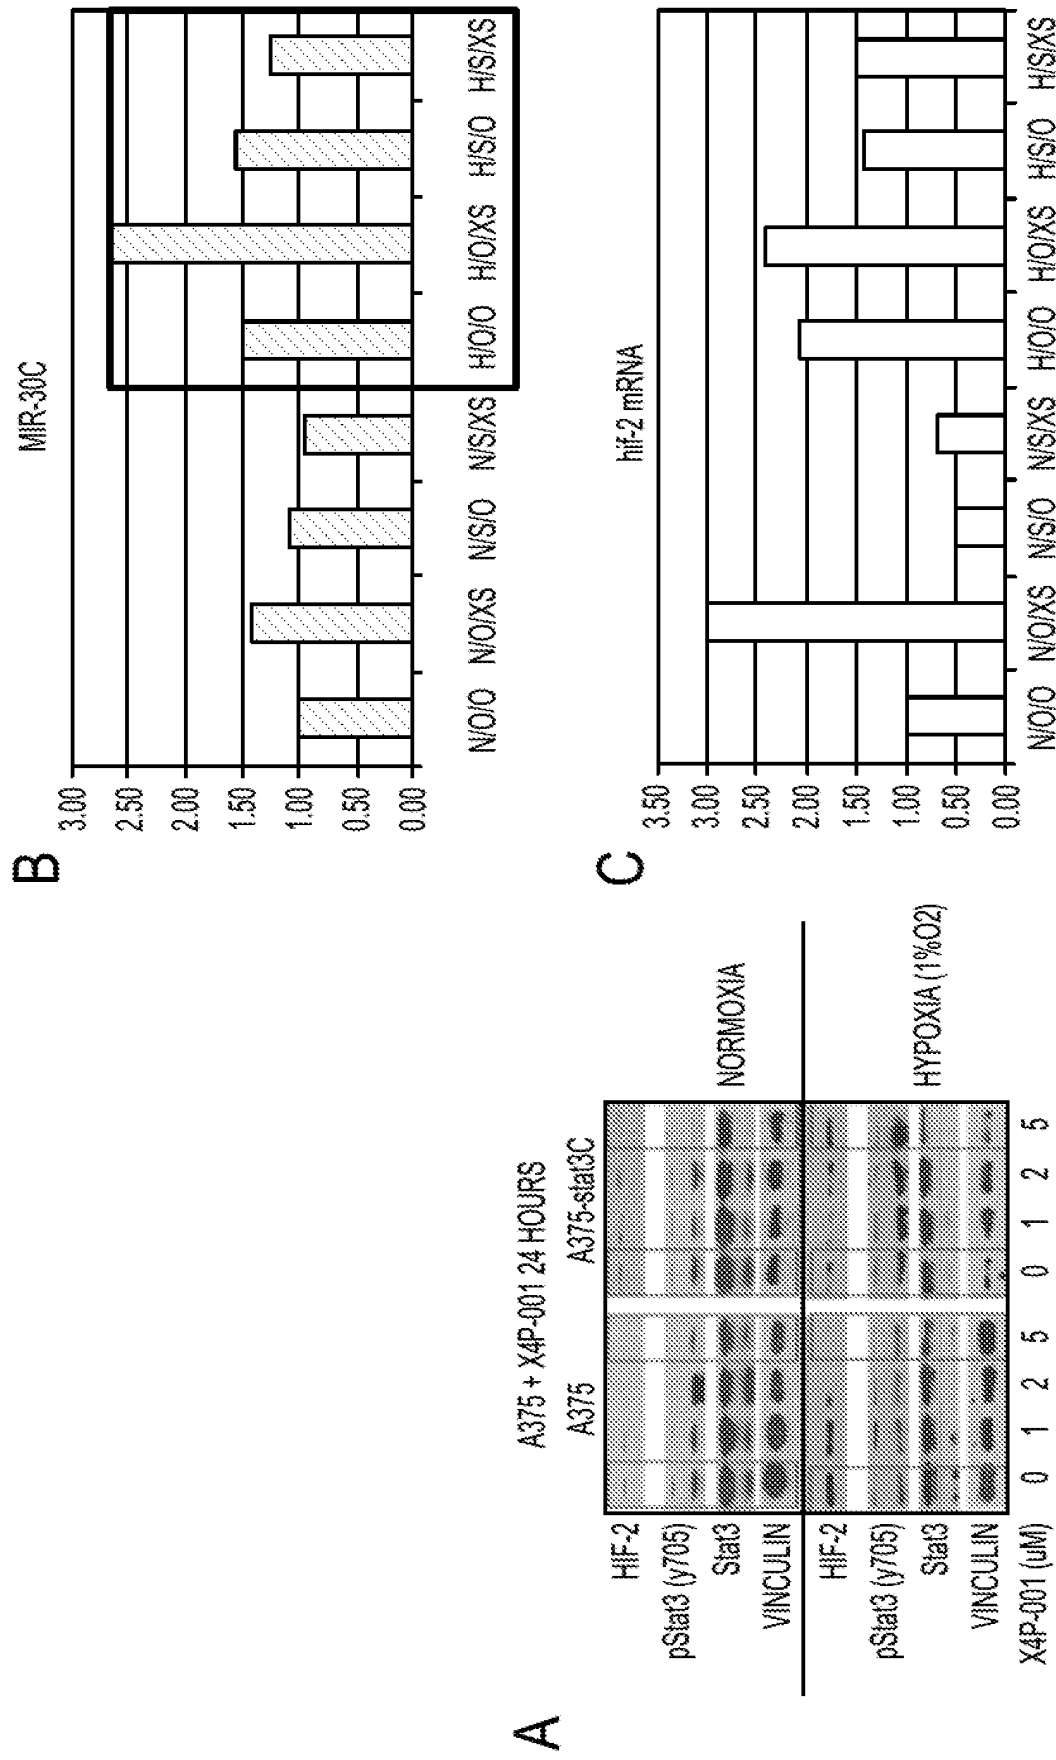 A
A375 + X4P-001 24 HOURS
A375 A375-stat3C
HIF-2
pStat3 (y705)
Stat3
VINCULIN
NORMOXIA
HIF-2
pStat3 (y705)
Stat3
VINCULIN
HYPOXIA (1%O2)
X4P-001 (uM) 0 1 2 5 0 1 2 5
B
MIR-30C
3.00
2.50
2.00
1.50
1.00
0.50
0.00
N/O/O N/O/XS N/S/O N/S/XS H/O/O H/O/XS H/S/O H/S/XS
C
hif-2 mRNA
3.50
3.00
2.50
2.00
1.50
1.00
0.50
0.00
N/O/O N/O/XS N/S/O N/S/XS H/O/O H/O/XS H/S/O H/S/XS